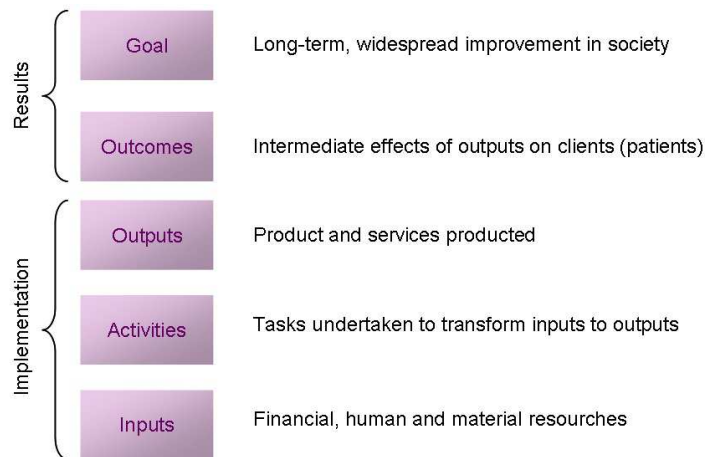 Results
Goal
Long-term, widespread improvement in society
Outcomes
Intermediate effects of outputs on clients (patients)
Implementation
Outputs
Product and services producted
Activities
Tasks undertaken to transform inputs to outputs
Inputs
Financial, human and material resourches